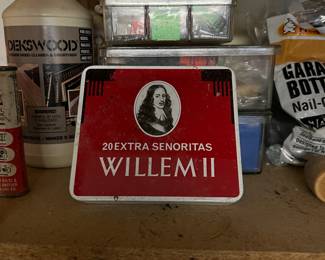 DEKSWOOD
20 EXTRA SENORITAS
WILLEM II
GARA
BOTT
Nail-